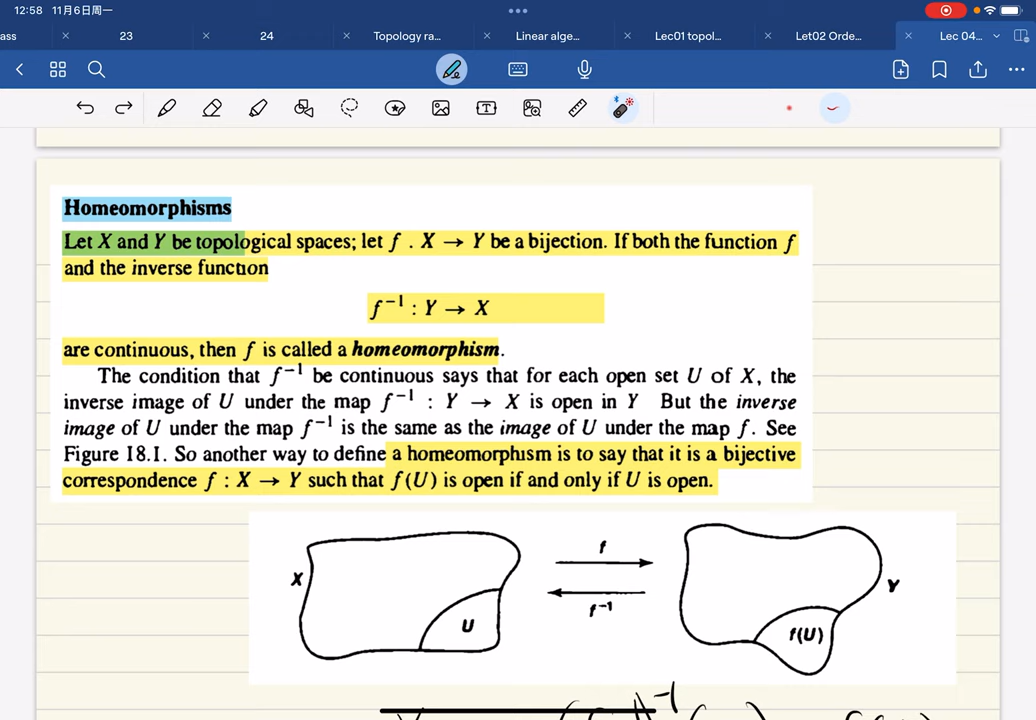 12:58 11月6日周一
ass
23
24
Topology ra...
Linear alge...
Lec01 topol...
Let02 Orde...
Lec 04...
Homeomorphisms
Let X and Y be topological spaces; let f . X → Y be a bijection. If both the function f
and the inverse function
f⁻¹ : Y → X
are continuous, then f is called a homeomorphism.
The condition that f⁻¹ be continuous says that for each open set U of X, the
inverse image of U under the map f⁻¹ : Y → X is open in Y But the inverse
image of U under the map f⁻¹ is the same as the image of U under the map f. See
Figure 18.1. So another way to define a homeomorphism is to say that it is a bijective
correspondence f : X → Y such that f(U) is open if and only if U is open.
X
U
f
f⁻¹
Y
f(U)